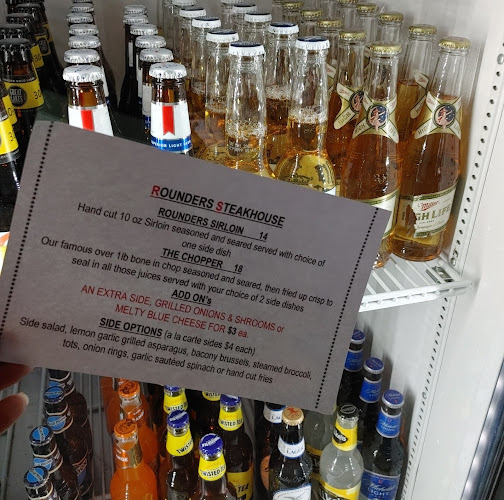 ROUNDERS STEAKHOUSE
ROUNDERS SIRLOIN 14
Hand cut 10 oz Sirloin seasoned and seared served with choice of
one side dish
THE CHOPPER 18
Our famous over 1lb bone in chop seasoned and seared, then fried up crisp to
seal in all those juices served with your choice of 2 side dishes
ADD ON's
AN EXTRA SIDE, GRILLED ONIONS & SHROOMS or
MELTY BLUE CHEESE FOR $3 ea.
SIDE OPTIONS (a la carte sides $4 each)
Side salad, lemon garlic grilled asparagus, bacony brussels, steamed broccoli,
tots, onion rings, garlic sautéed spinach or hand cut fries
Miller
HIGH LIFE
TWISTED
TEA